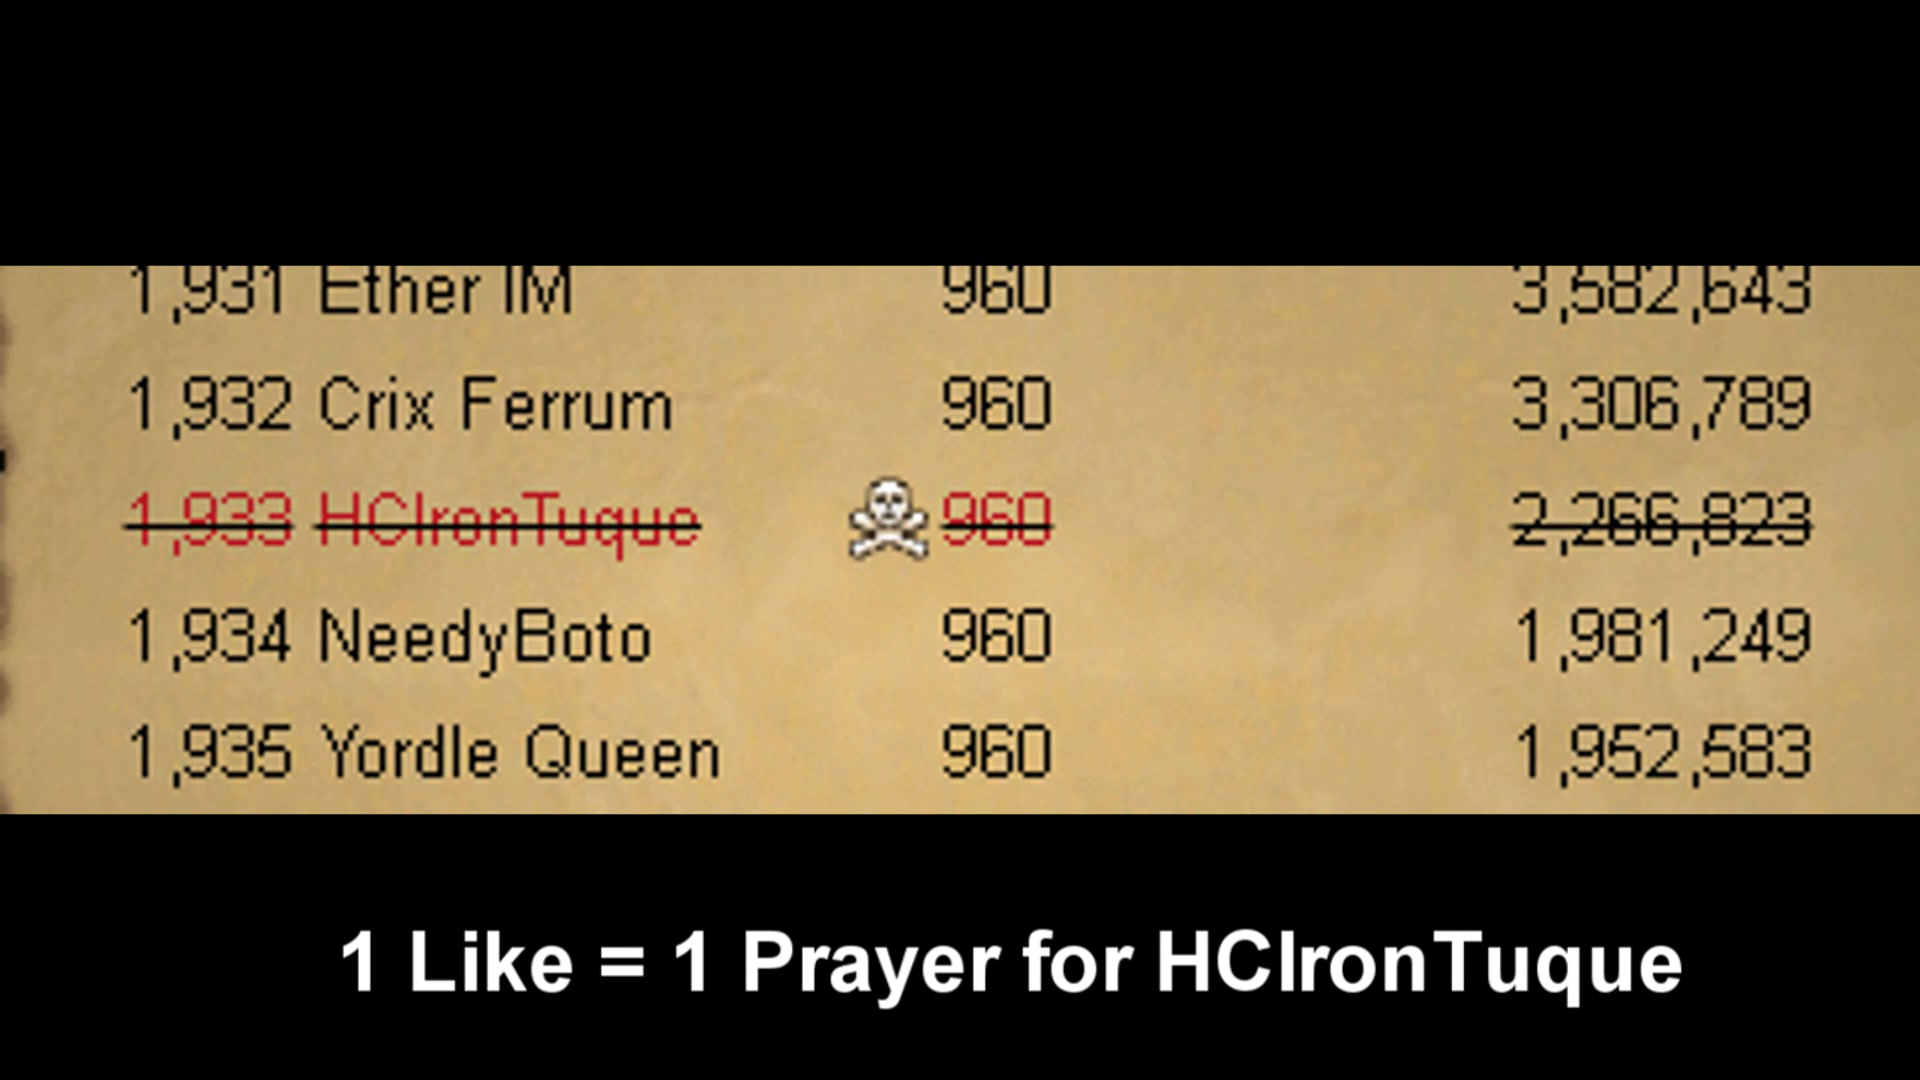 1,931 Ether IM 960 3,582,643
1,932 Crix Ferrum 960 3,306,789
1,933 HCIronTuque 960 2,266,823
1,934 NeedyBoto 960 1,981,249
1,935 Yordle Queen 960 1,952,583
1 Like = 1 Prayer for HCIronTuque